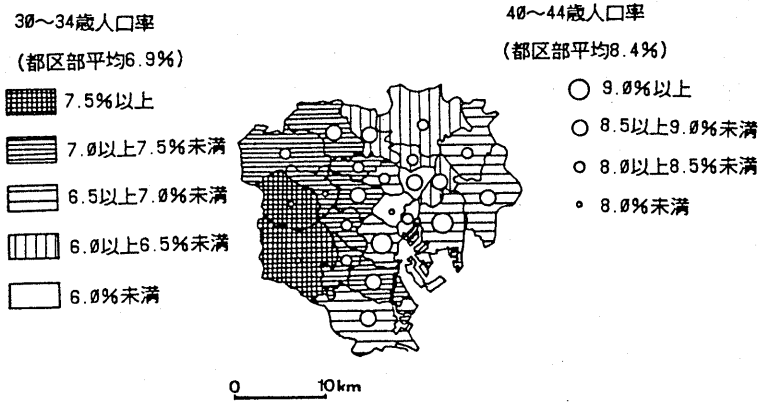 30～34歳人口率
(都区部平均6.9%)
7.5%以上
7.0以上7.5%未満
6.5以上7.0%未満
6.0以上6.5%未満
6.0%未満
40～44歳人口率
(都区部平均8.4%)
9.0%以上
8.5以上9.0%未満
8.0以上8.5%未満
8.0%未満
0 10km